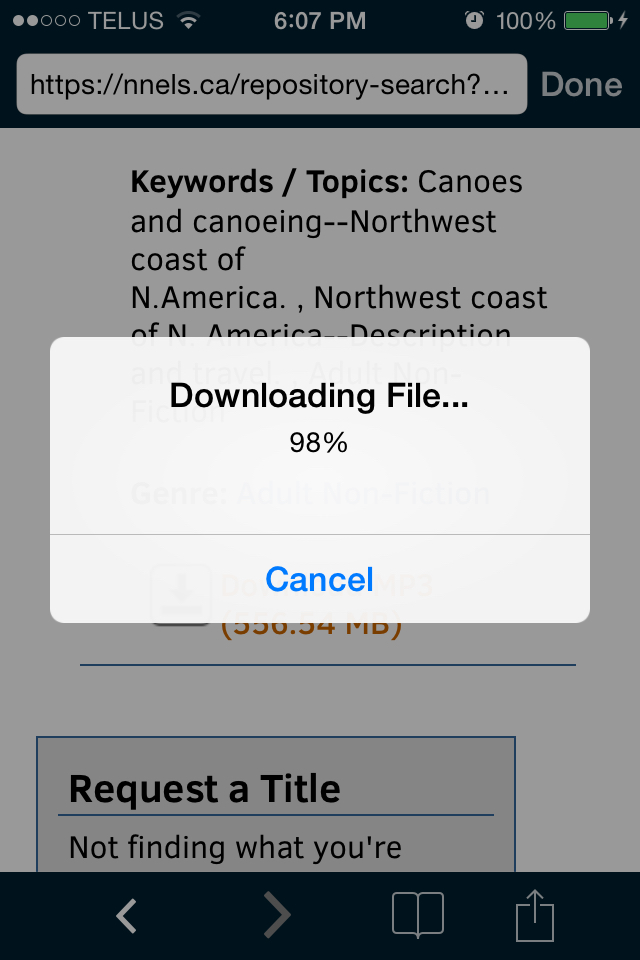 TELUS 6:07 PM 100%
https://nnels.ca/repository-search?... Done
Keywords / Topics: Canoes
and canoeing--Northwest
coast of
N.America. , Northwest coast
of N. America--Description
and travel. , Adult Non-
Fiction
Downloading File...
98%
Genre: Adult Non-Fiction
Cancel
Download MP3
(556.54 MB)
Request a Title
Not finding what you're